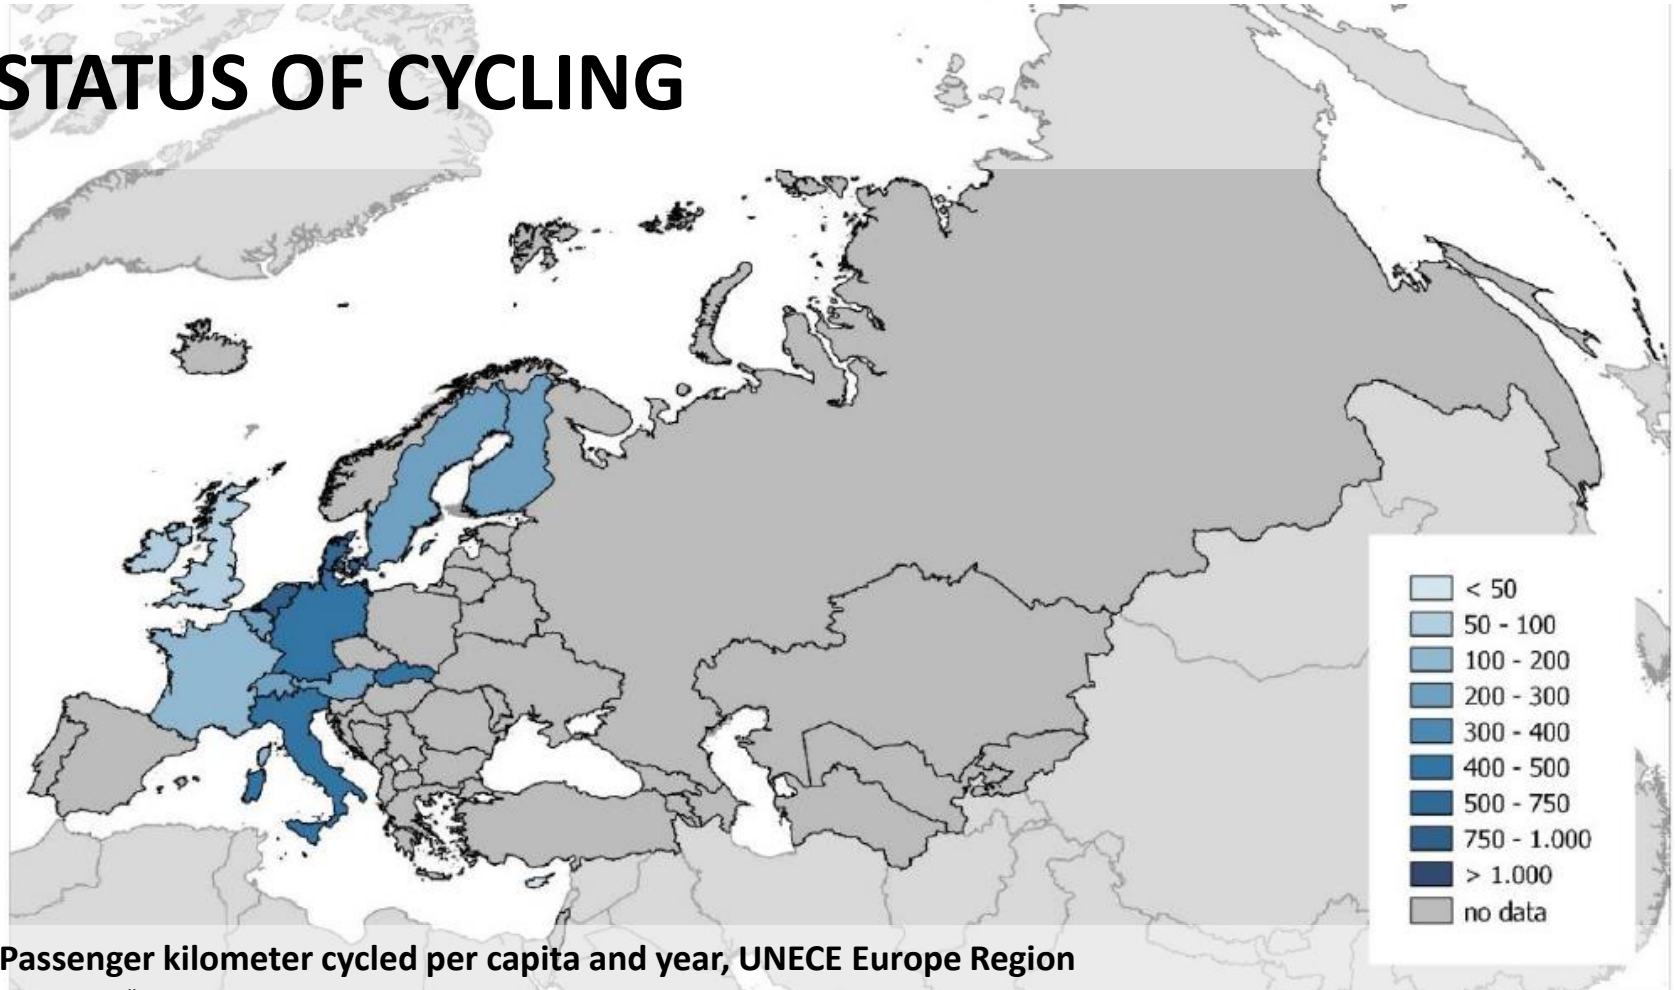 STATUS OF CYCLING
< 50
50 - 100
100 - 200
200 - 300
300 - 400
400 - 500
500 - 750
750 - 1.000
> 1.000
no data
Passenger kilometer cycled per capita and year, UNECE Europe Region